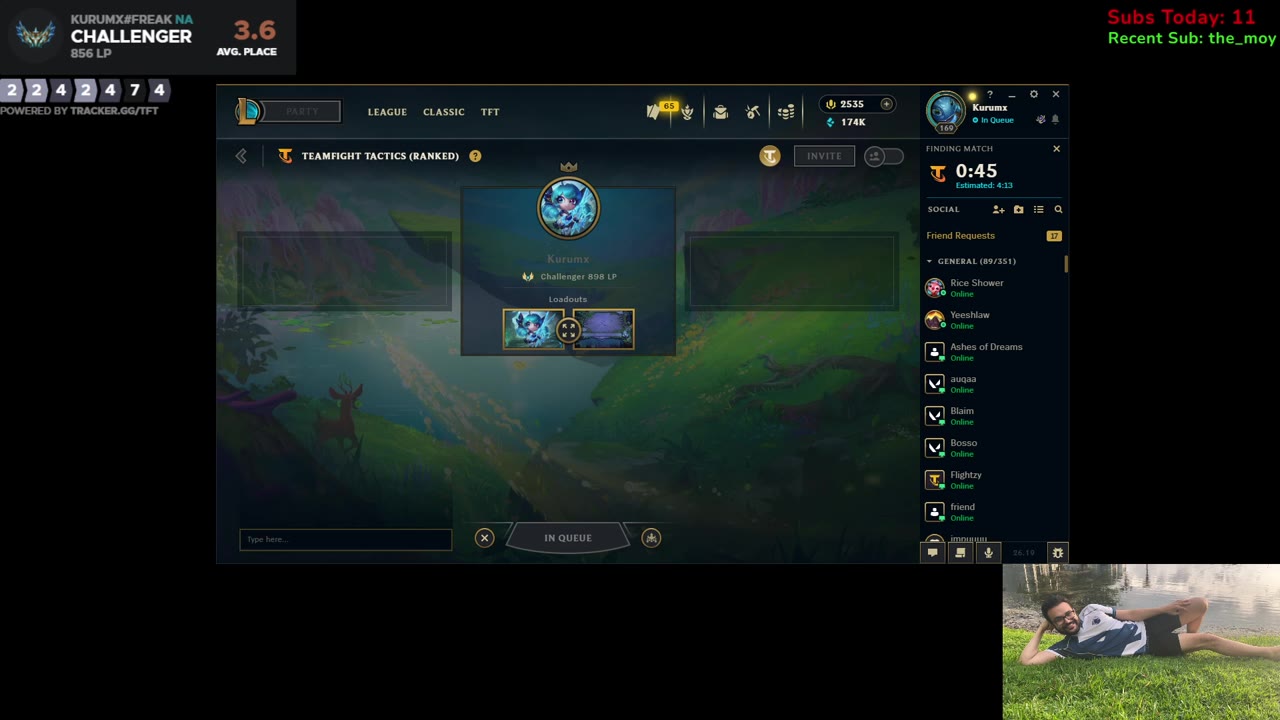 KURUMX#FREAK NA
CHALLENGER
856 LP
3.6
AVG. PLACE
2 2 4 2 4 7 4
POWERED BY TRACKER.GG/TFT
Subs Today: 11
Recent Sub: the_moy
PARTY
LEAGUE
CLASSIC
TFT
65
2535
174K
169
Kurumx
In Queue
TEAMFIGHT TACTICS (RANKED)
INVITE
FINDING MATCH
0:45
Estimated: 4:13
SOCIAL
Friend Requests
17
GENERAL (89/351)
Rice Shower
Online
Yeeshlaw
Online
Ashes of Dreams
Online
auqaa
Online
Blaim
Online
Bosso
Online
Flightzy
Online
friend
Online
impuuuu
Kurumx
Challenger 898 LP
Loadouts
Type here...
IN QUEUE
26.19